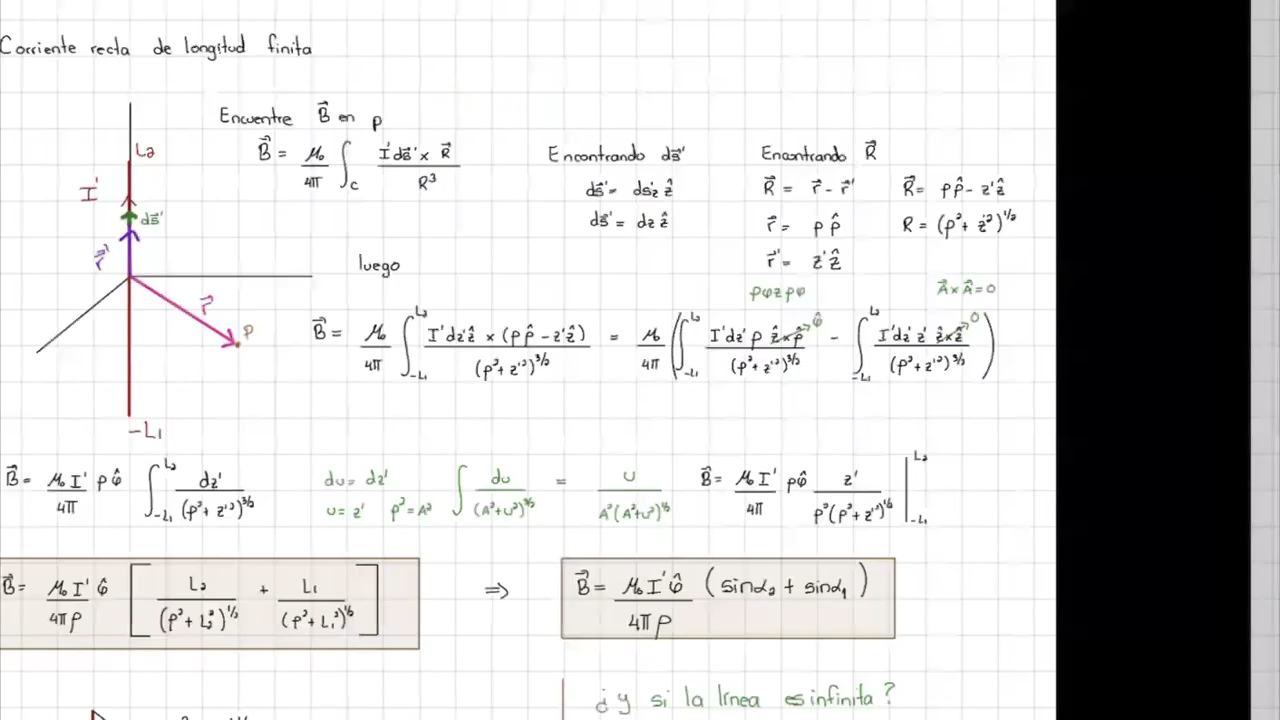 Corriente recta de longitud finita
Encuentre B⃗ en p
L₂
I'
ds⃗'
r⃗'
r⃗
P
-L₁
B⃗ = μ₀/4π ∫_C I'ds⃗' × R⃗ / R³
Encontrando ds⃗'
ds⃗' = ds'z ẑ
ds⃗' = dz ẑ
Encontrando R⃗
R⃗ = r⃗ - r⃗'
r⃗ = ρ ρ̂
r⃗' = z'ẑ
R⃗ = ρρ̂ - z'ẑ
R = (ρ² + z'²)^1/2
luego
ρφzρφ
A⃗ × A⃗ = 0
B⃗ = μ₀/4π ∫_-L₁^L₂ I'dz'ẑ × (ρρ̂ - z'ẑ) / (ρ² + z'²)^3/2 = μ₀/4π ( ∫_-L₁^L₂ I'dz' ρ ẑ×ρ̂ → φ̂ / (ρ² + z'²)^3/2 - ∫_-L₁^L₂ I'dz' z' ẑ×ẑ → 0 / (ρ² + z'²)^3/2 )
B⃗ = μ₀I'/4π ρφ̂ ∫_-L₁^L₂ dz' / (ρ² + z'²)^3/2
du = dz'
u = z' ρ² = A²
∫ du / (A² + u²)^3/2 = u / A²(A² + u²)^1/2
B⃗ = μ₀I'/4π ρφ̂ z' / ρ²(ρ² + z'²)^1/2 |_-L₁^L₂
B⃗ = μ₀I'φ̂ / 4πρ [ L₂ / (ρ² + L₂²)^1/2 + L₁ / (ρ² + L₁²)^1/2 ] ⇒ B⃗ = μ₀I'φ̂ / 4πρ (sinα₂ + sinα₁)
¿y si la línea es infinita?